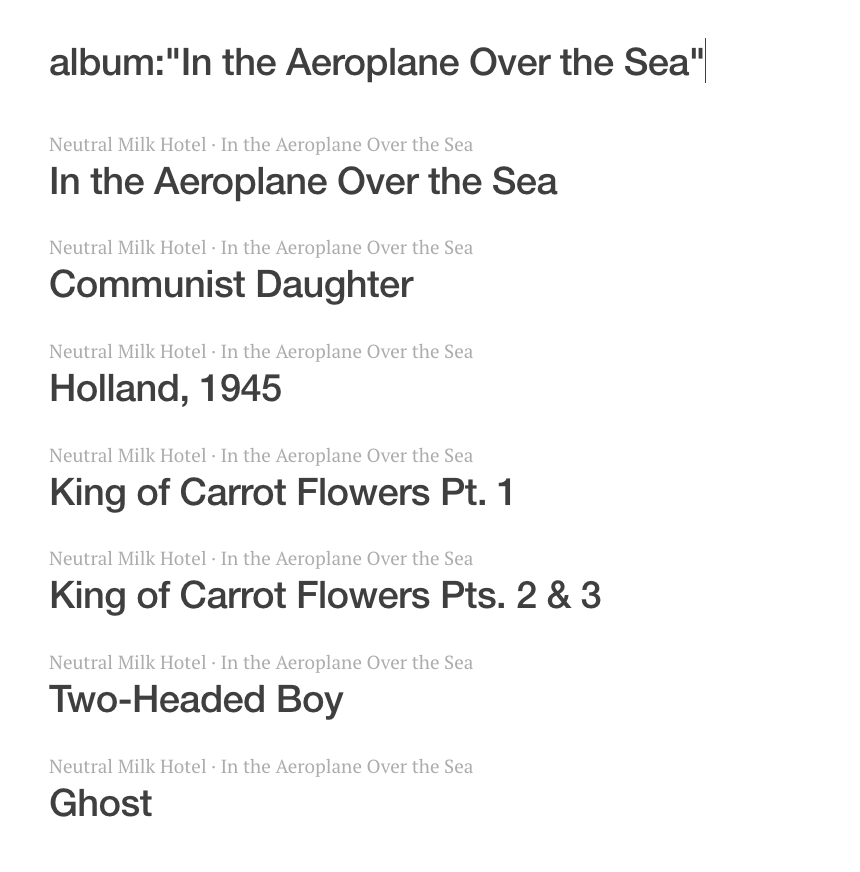 album:"In the Aeroplane Over the Sea"
Neutral Milk Hotel · In the Aeroplane Over the Sea
In the Aeroplane Over the Sea
Neutral Milk Hotel · In the Aeroplane Over the Sea
Communist Daughter
Neutral Milk Hotel · In the Aeroplane Over the Sea
Holland, 1945
Neutral Milk Hotel · In the Aeroplane Over the Sea
King of Carrot Flowers Pt. 1
Neutral Milk Hotel · In the Aeroplane Over the Sea
King of Carrot Flowers Pts. 2 & 3
Neutral Milk Hotel · In the Aeroplane Over the Sea
Two-Headed Boy
Neutral Milk Hotel · In the Aeroplane Over the Sea
Ghost